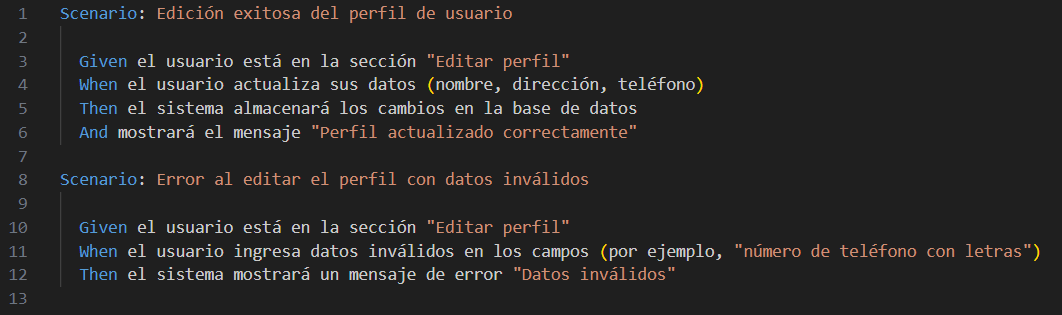 1 Scenario: Edición exitosa del perfil de usuario
2
3 Given el usuario está en la sección "Editar perfil"
4 When el usuario actualiza sus datos (nombre, dirección, teléfono)
5 Then el sistema almacenará los cambios en la base de datos
6 And mostrará el mensaje "Perfil actualizado correctamente"
7
8 Scenario: Error al editar el perfil con datos inválidos
9
10 Given el usuario está en la sección "Editar perfil"
11 When el usuario ingresa datos inválidos en los campos (por ejemplo, "número de teléfono con letras")
12 Then el sistema mostrará un mensaje de error "Datos inválidos"
13